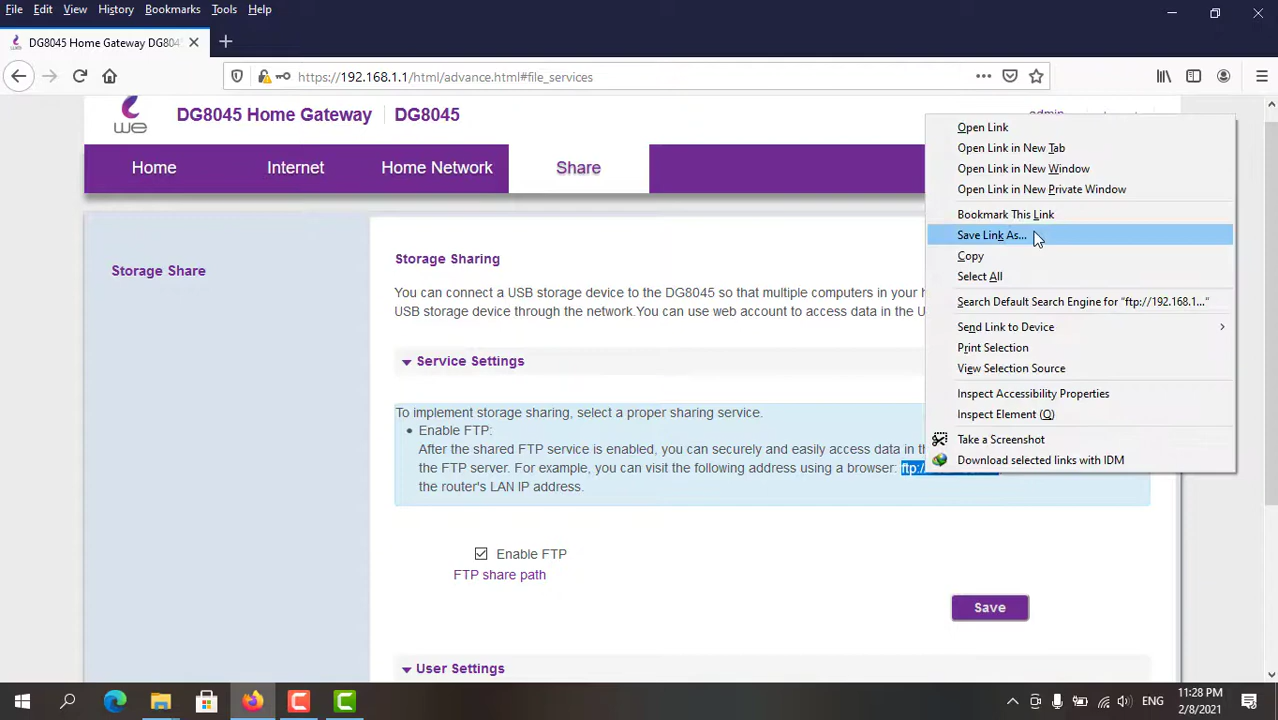 File Edit View History Bookmarks Tools Help
DG8045 Home Gateway DG8045
https://192.168.1.1/html/advance.html#file_services
we
DG8045 Home Gateway DG8045
Home Internet Home Network Share
Open Link
Open Link in New Tab
Open Link in New Window
Open Link in New Private Window
Bookmark This Link
Save Link As...
Copy
Select All
Search Default Search Engine for “ftp://192.168.1...”
Send Link to Device
Print Selection
View Selection Source
Inspect Accessibility Properties
Inspect Element (Q)
Take a Screenshot
Download selected links with IDM
Storage Share
Storage Sharing
You can connect a USB storage device to the DG8045 so that multiple computers in your
USB storage device through the network.You can use web account to access data in the
Service Settings
To implement storage sharing, select a proper sharing service.
Enable FTP:
After the shared FTP service is enabled, you can securely and easily access data in
the FTP server. For example, you can visit the following address using a browser: ftp:/
the router's LAN IP address.
Enable FTP
FTP share path
Save
User Settings
ENG
11:28 PM
2/8/2021